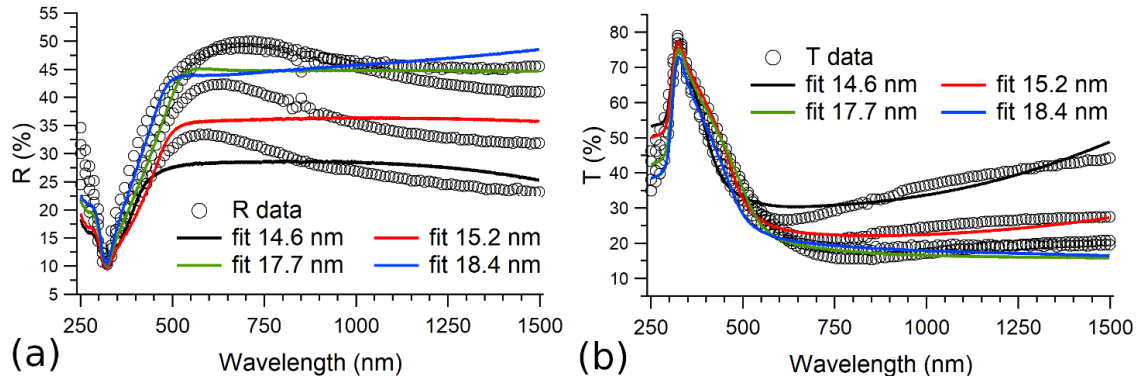 R (%)
55
50
45
40
35
30
25
20
15
10
5
R data
fit 14.6 nm
fit 15.2 nm
fit 17.7 nm
fit 18.4 nm
250
500
750
1000
1250
1500
Wavelength (nm)
(a)
T (%)
80
70
60
50
40
30
20
10
T data
fit 14.6 nm
fit 15.2 nm
fit 17.7 nm
fit 18.4 nm
250
500
750
1000
1250
1500
Wavelength (nm)
(b)